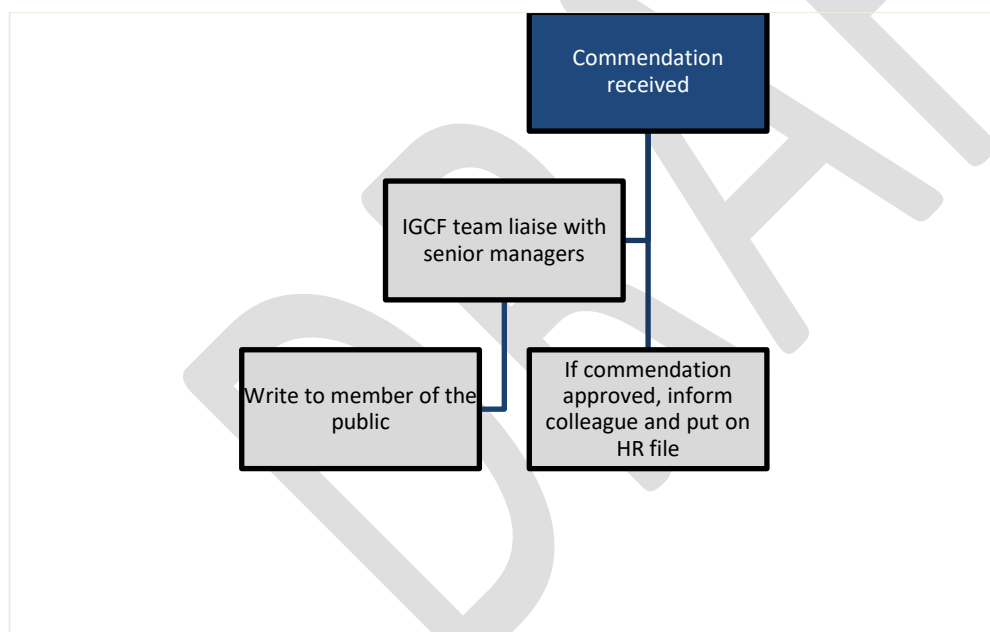 Commendation
received
IGCF team liaise with
senior managers
Write to member of the
public
If commendation
approved, inform
colleague and put on
HR file
DRAF